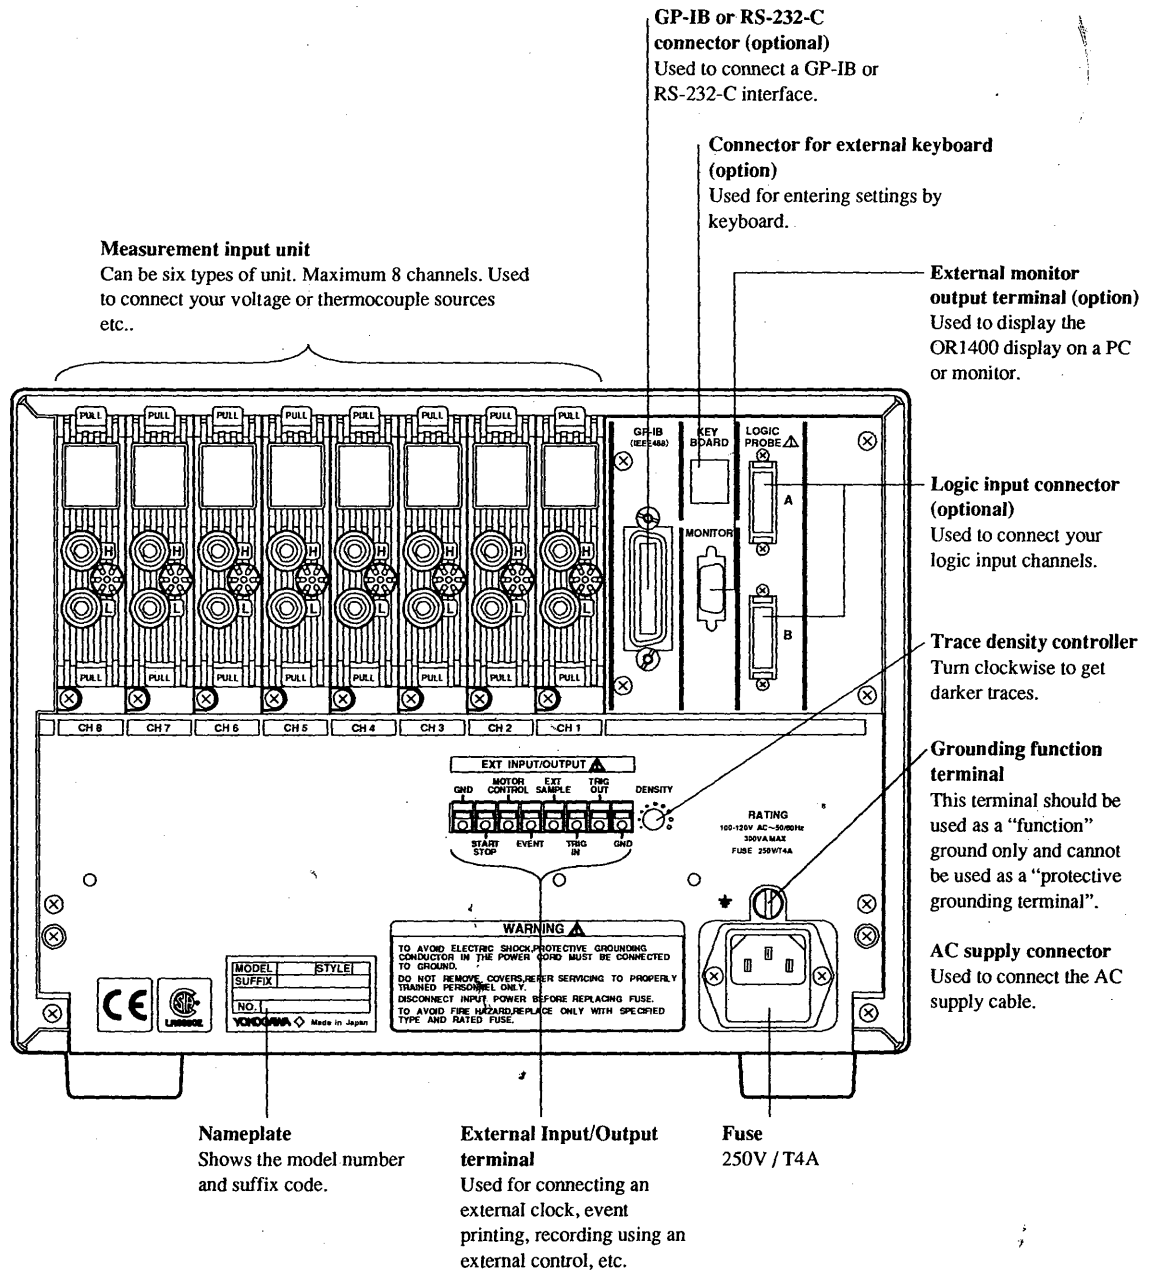 GP-IB or RS-232-C
connector (optional)
Used to connect a GP-IB or
RS-232-C interface.
Connector for external keyboard
(option)
Used for entering settings by
keyboard.
Measurement input unit
Can be six types of unit. Maximum 8 channels. Used
to connect your voltage or thermocouple sources
etc..
External monitor
output terminal (option)
Used to display the
OR1400 display on a PC
or monitor.
PULL PULL PULL PULL PULL PULL PULL PULL
GP-IB
(IEEE488)
KEY
BOARD
LOGIC
PROBE
A
Logic input connector
(optional)
Used to connect your
logic input channels.
MONITOR
H H H H H H H H
L L L L L L L L
B
Trace density controller
Turn clockwise to get
darker traces.
PULL PULL PULL PULL PULL PULL PULL PULL
CH 8 CH 7 CH 6 CH 5 CH 4 CH 3 CH 2 CH 1
Grounding function
terminal
This terminal should be
used as a “function”
ground only and cannot
be used as a “protective
grounding terminal”.
EXT INPUT/OUTPUT
GND
MOTOR
CONTROL
EXT
SAMPLE
TRIG
OUT
DENSITY
START
STOP
EVENT
TRIG
IN
GND
RATING
100-120V AC~50/60Hz
300VA MAX
FUSE 250V/T4A
WARNING
TO AVOID ELECTRIC SHOCK,PROTECTIVE GROUNDING
CONDUCTOR IN THE POWER CORD MUST BE CONNECTED
TO GROUND.
DO NOT REMOVE COVERS,REFER SERVICING TO PROPERLY
TRAINED PERSONNEL ONLY.
DISCONNECT INPUT POWER BEFORE REPLACING FUSE.
TO AVOID FIRE HAZARD,REPLACE ONLY WITH SPECIFIED
TYPE AND RATED FUSE.
AC supply connector
Used to connect the AC
supply cable.
CE
MODEL STYLE
SUFFIX
NO.
YOKOGAWA Made in Japan
Nameplate
Shows the model number
and suffix code.
External Input/Output
terminal
Used for connecting an
external clock, event
printing, recording using an
external control, etc.
Fuse
250V / T4A